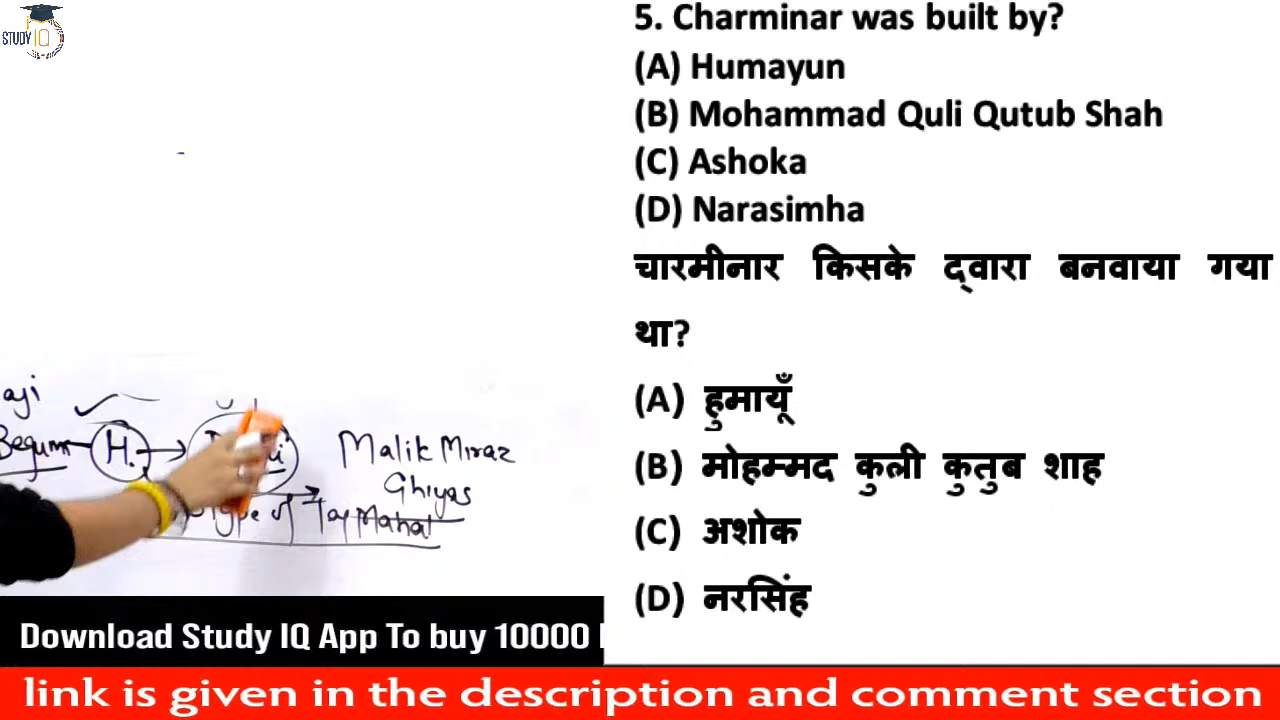 STUDY IQ
5. Charminar was built by?
(A) Humayun
(B) Mohammad Quli Qutub Shah
(C) Ashoka
(D) Narasimha
चारमीनार किसके द्वारा बनवाया गया
था?
(A) हुमायूँ
(B) मोहम्मद कुली कुतुब शाह
(C) अशोक
(D) नरसिंह
aji
Begum H. Malik Miraz
Ghiyas
Taj Mahal
Download Study IQ App To buy 10000
link is given in the description and comment section